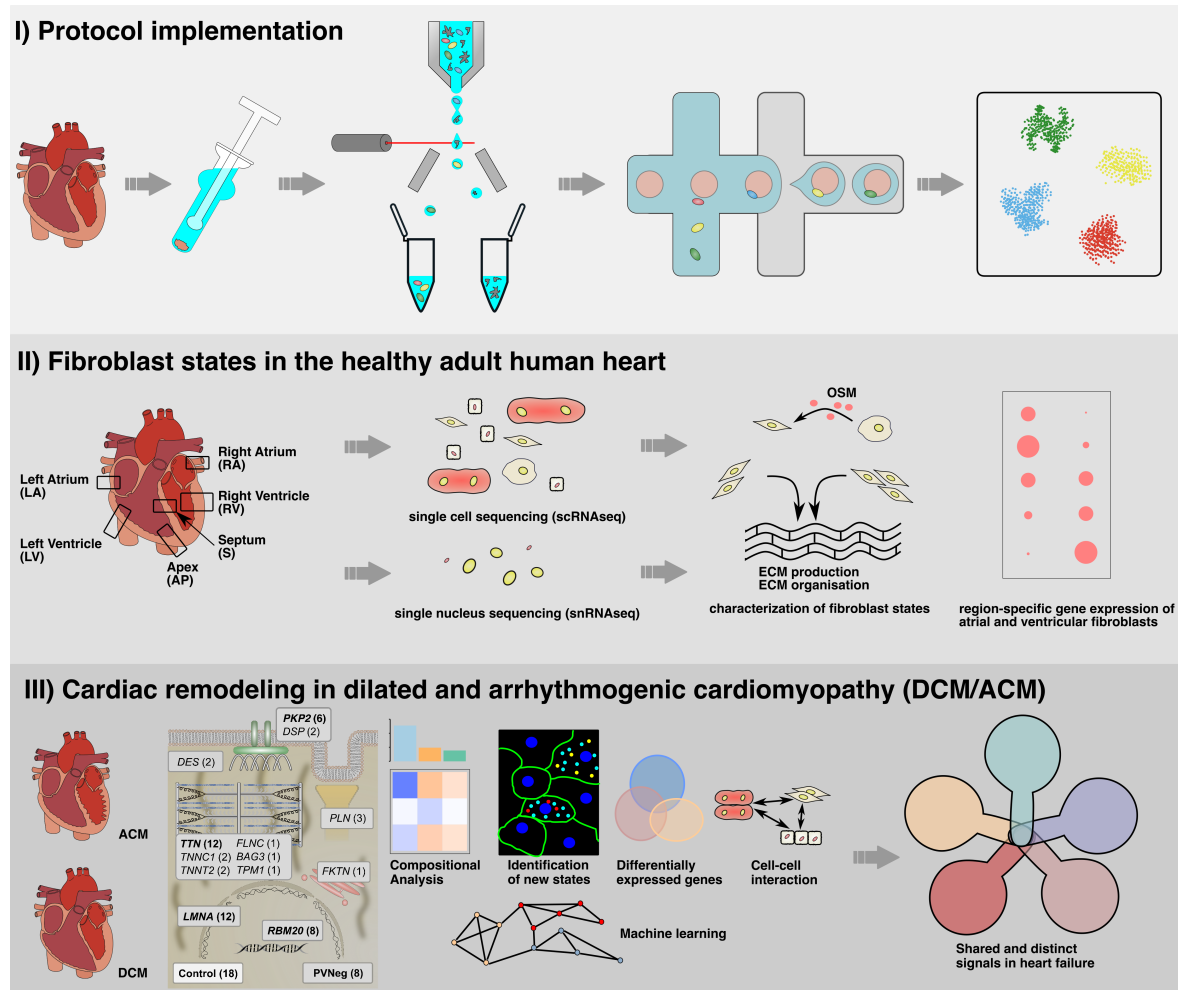 I) Protocol implementation
II) Fibroblast states in the healthy adult human heart
Left Atrium
(LA)
Left Ventricle
(LV)
Apex
(AP)
Right Atrium
(RA)
Right Ventricle
(RV)
Septum
(S)
single cell sequencing (scRNAseq)
single nucleus sequencing (snRNAseq)
OSM
ECM production
ECM organisation
characterization of fibroblast states
region-specific gene expression of
atrial and ventricular fibroblasts
III) Cardiac remodeling in dilated and arrhythmogenic cardiomyopathy (DCM/ACM)
ACM
DCM
PKP2 (6)
DSP (2)
DES (2)
PLN (3)
TTN (12) FLNC (1)
TNNC1 (2) BAG3 (1)
TNNT2 (2) TPM1 (1)
FKTN (1)
LMNA (12)
RBM20 (8)
Control (18)
PVNeg (8)
Compositional
Analysis
Identification
of new states
Differentially
expressed genes
Cell-cell
interaction
Machine learning
Shared and distinct
signals in heart failure